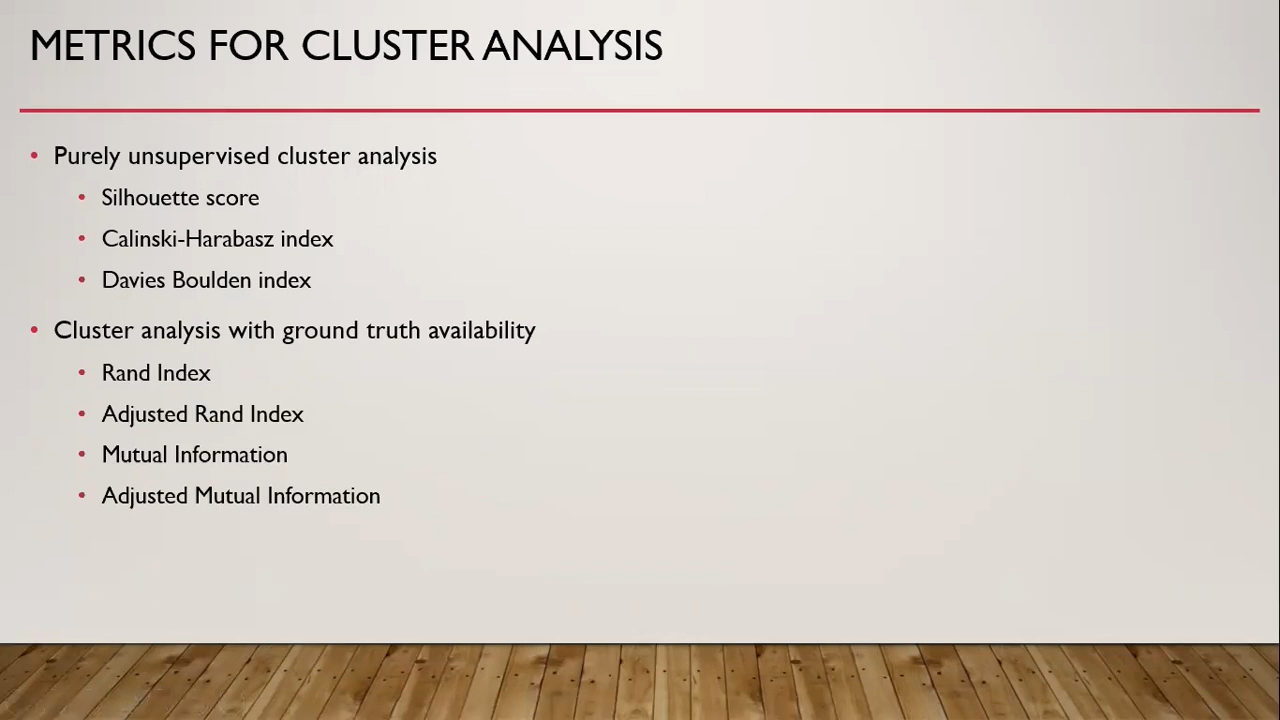 METRICS FOR CLUSTER ANALYSIS
• Purely unsupervised cluster analysis
• Silhouette score
• Calinski-Harabasz index
• Davies Boulden index
• Cluster analysis with ground truth availability
• Rand Index
• Adjusted Rand Index
• Mutual Information
• Adjusted Mutual Information